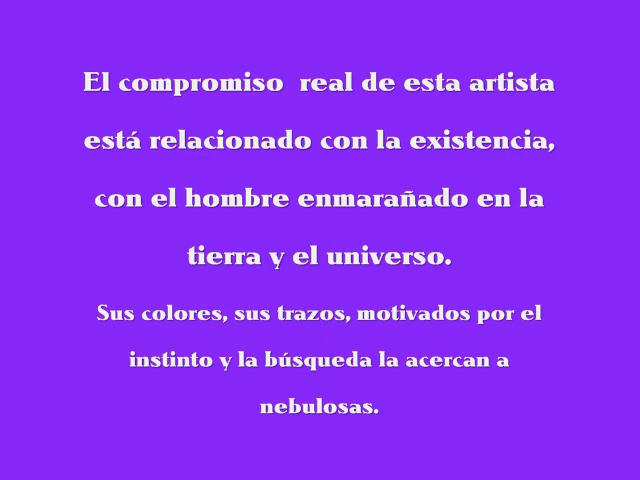 El compromiso  real de esta artista
está relacionado con la existencia,
con el hombre enmarañado en la
tierra y el universo.
Sus colores, sus trazos, motivados por el
instinto y la búsqueda la acercan a
nebulosas.